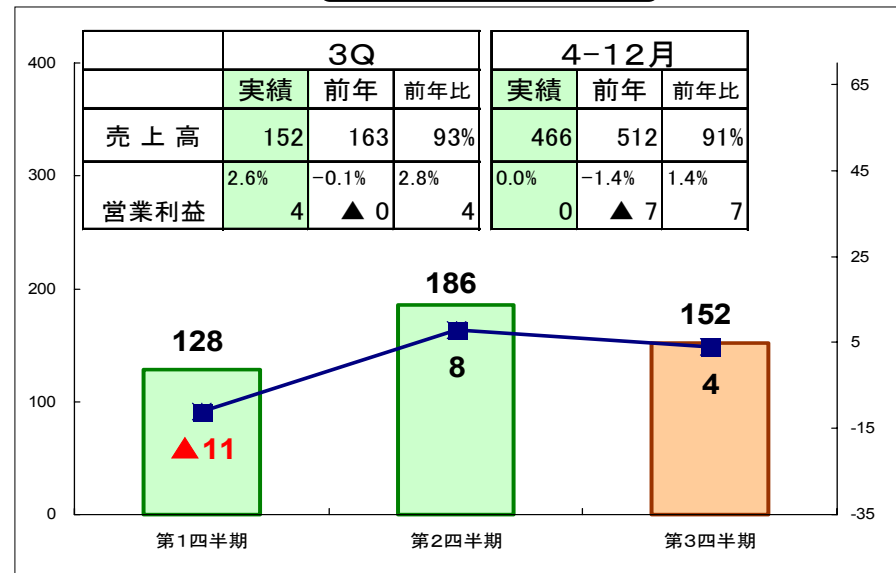 3Q 4-12月
実績 前年 前年比 実績 前年 前年比
売上高 152 163 93% 466 512 91%
2.6% -0.1% 2.8% 0.0% -1.4% 1.4%
営業利益 4 ▲ 0 4 0 ▲ 7 7
400
300
200
100
0
65
45
25
5
-15
-35
128
186
152
▲11
8
4
第1四半期 第2四半期 第3四半期